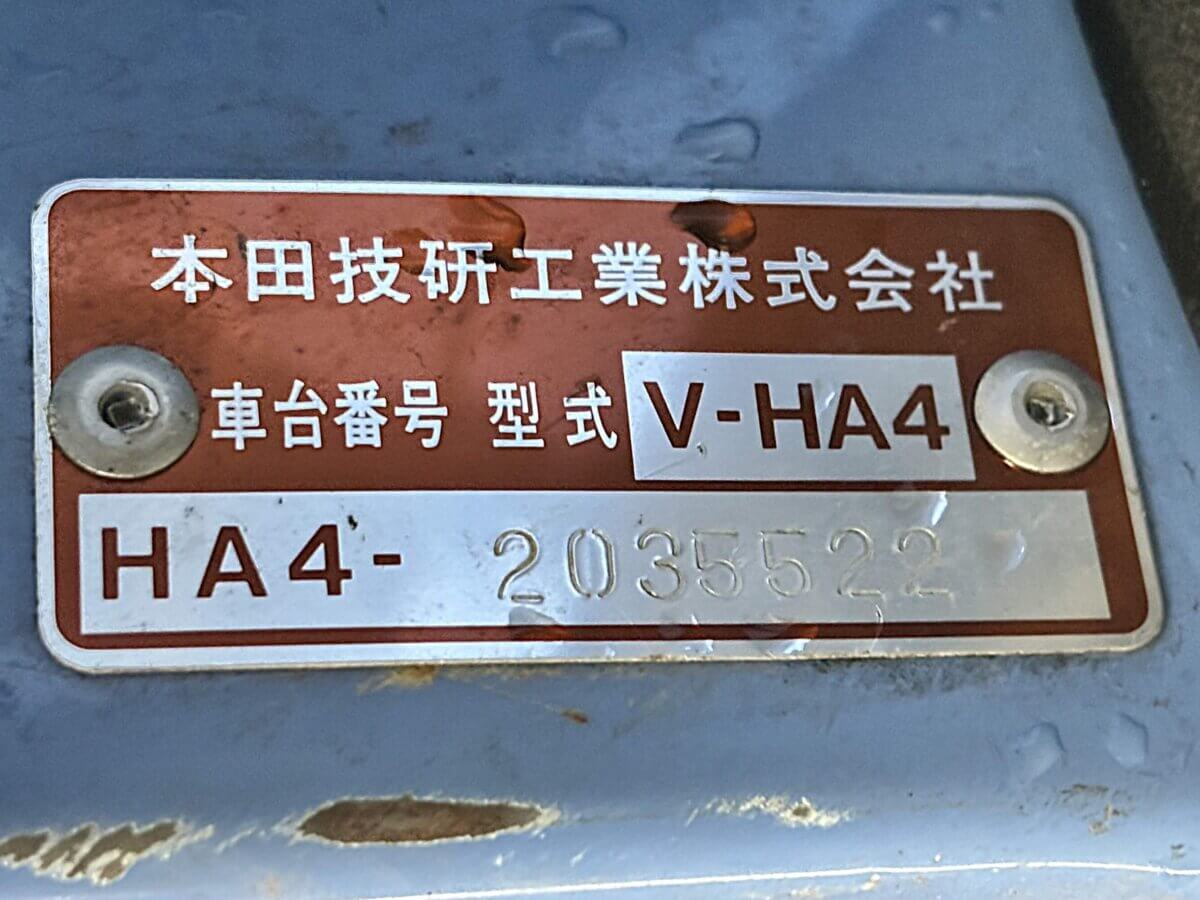 本田技研工業株式会社
車台番号 型式 V-HA4
HA4- 2035522